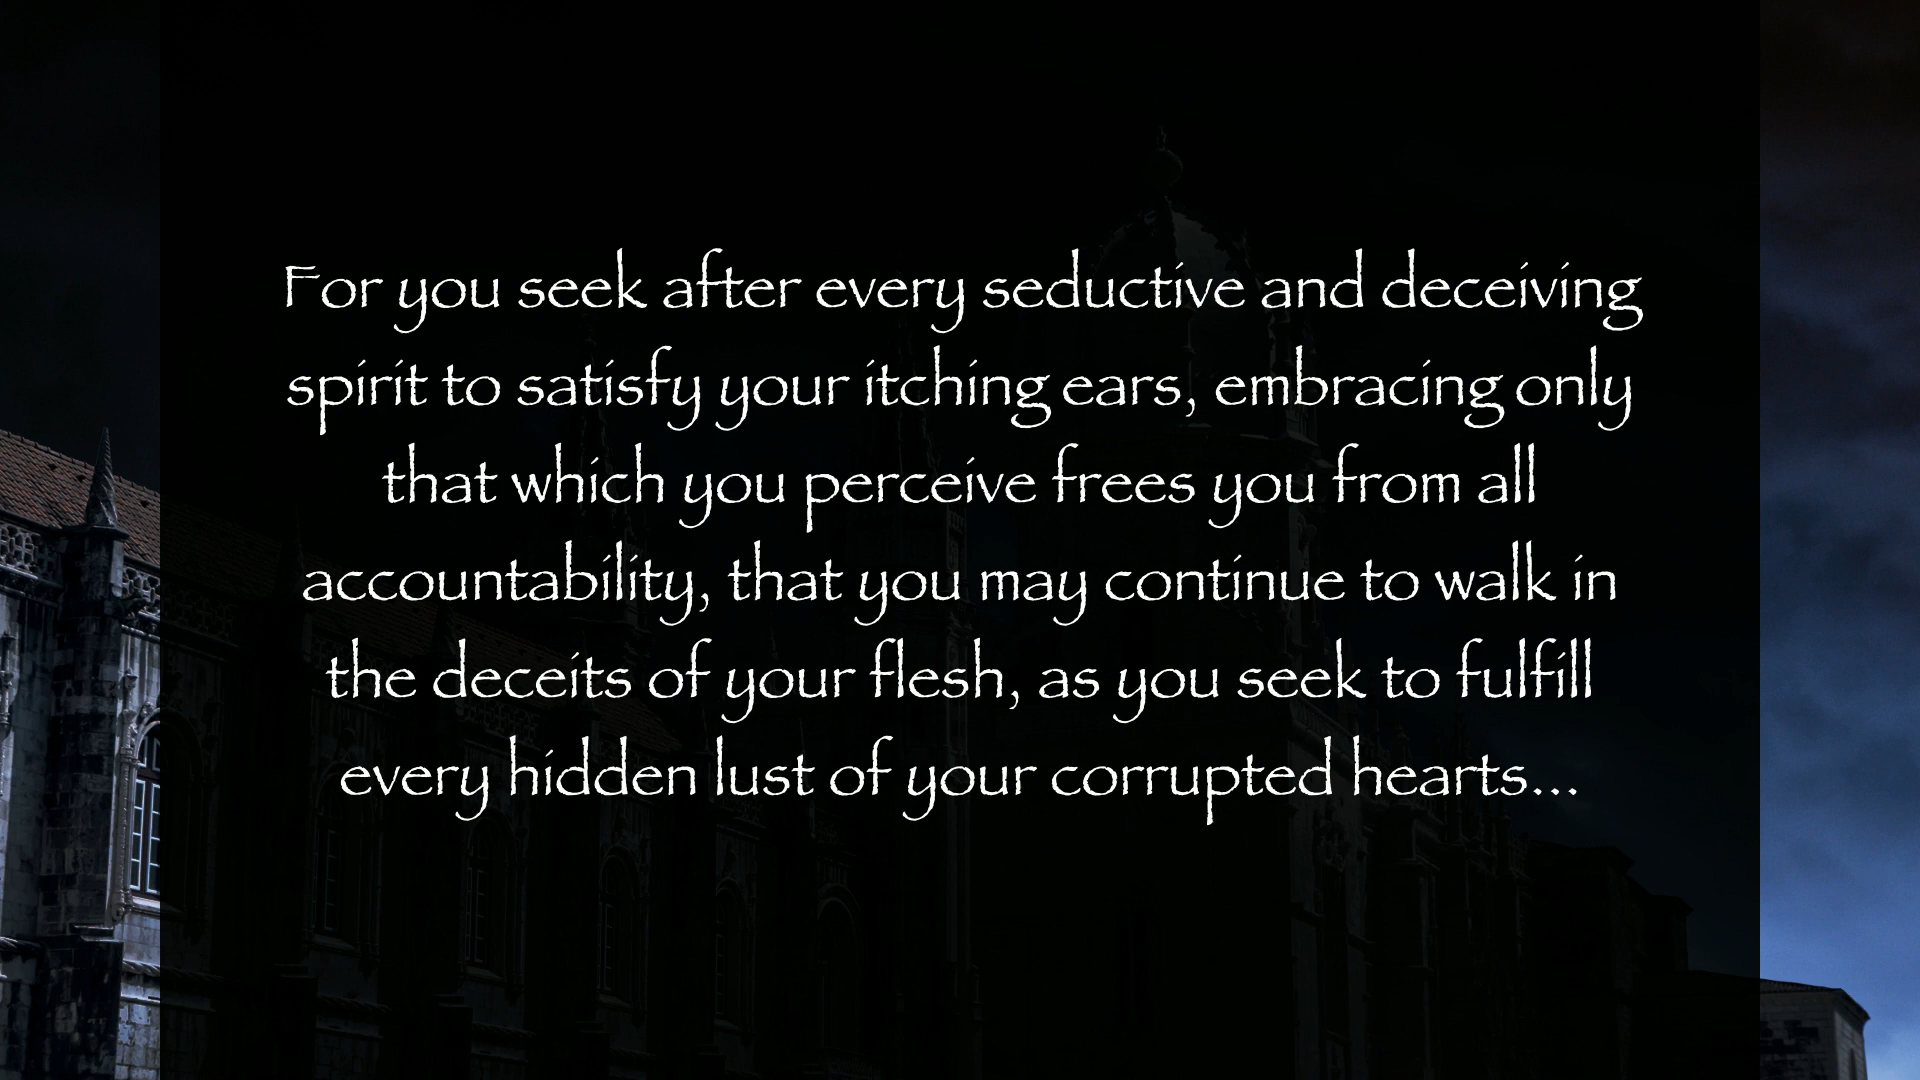 For you seek after every seductive and deceiving
spirit to satisfy your itching ears, embracing only
that which you perceive frees you from all
accountability, that you may continue to walk in
the deceits of your flesh, as you seek to fulfill
every hidden lust of your corrupted hearts...